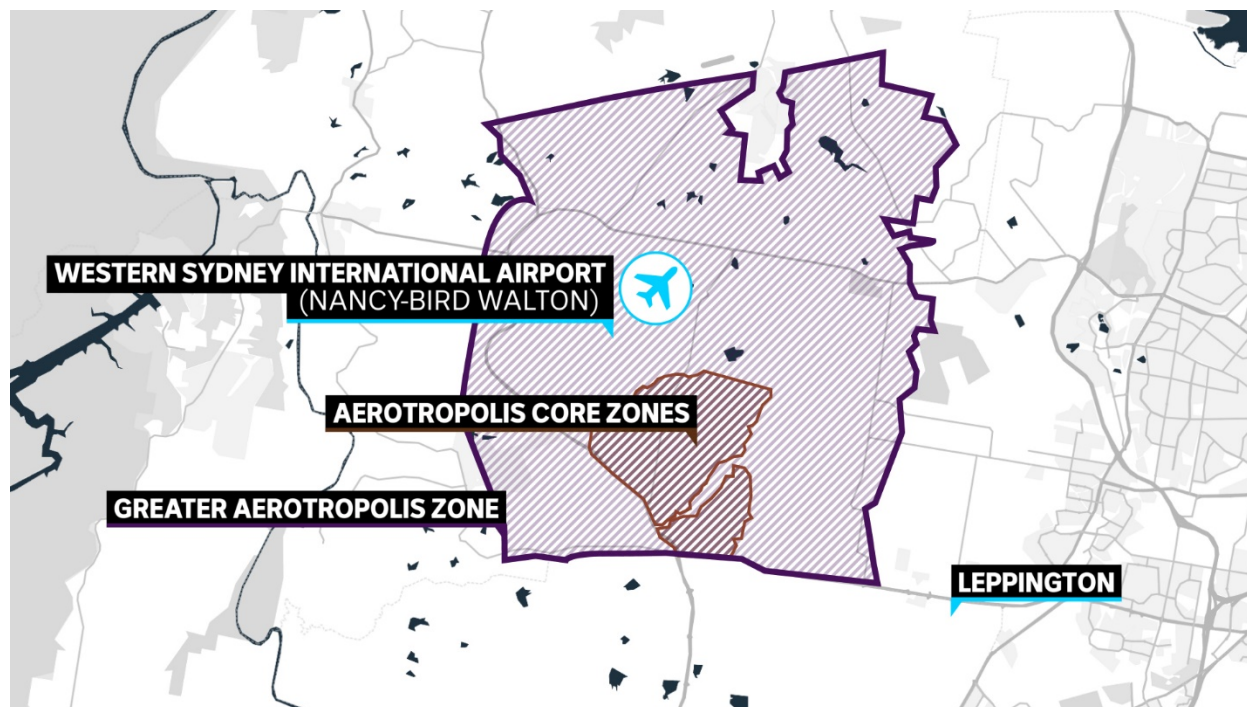 WESTERN SYDNEY INTERNATIONAL AIRPORT
(NANCY-BIRD WALTON)
AEROTROPOLIS CORE ZONES
GREATER AEROTROPOLIS ZONE
LEPPINGTON